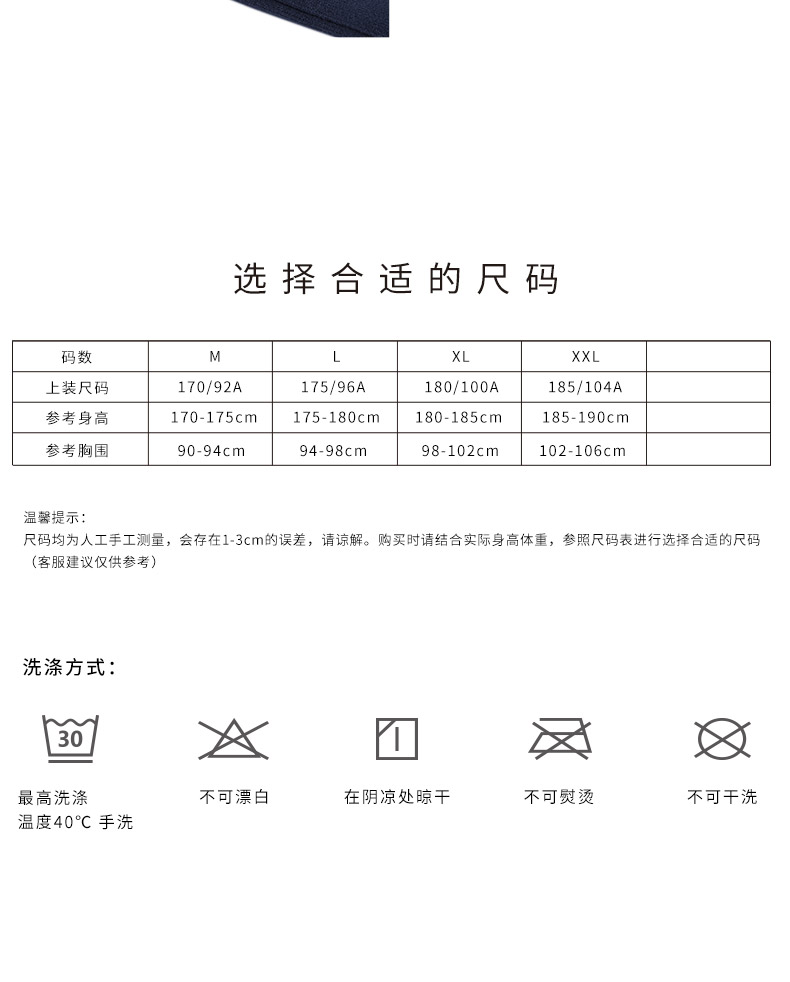 选择合适的尺码
码数 M L XL XXL
上装尺码 170/92A 175/96A 180/100A 185/104A
参考身高 170-175cm 175-180cm 180-185cm 185-190cm
参考胸围 90-94cm 94-98cm 98-102cm 102-106cm
温馨提示：
尺码均为人工手工测量，会存在1-3cm的误差，请谅解。购买时请结合实际身高体重，参照尺码表进行选择合适的尺码
（客服建议仅供参考）
洗涤方式：
30
最高洗涤
温度40℃ 手洗
不可漂白
在阴凉处晾干
不可熨烫
不可干洗